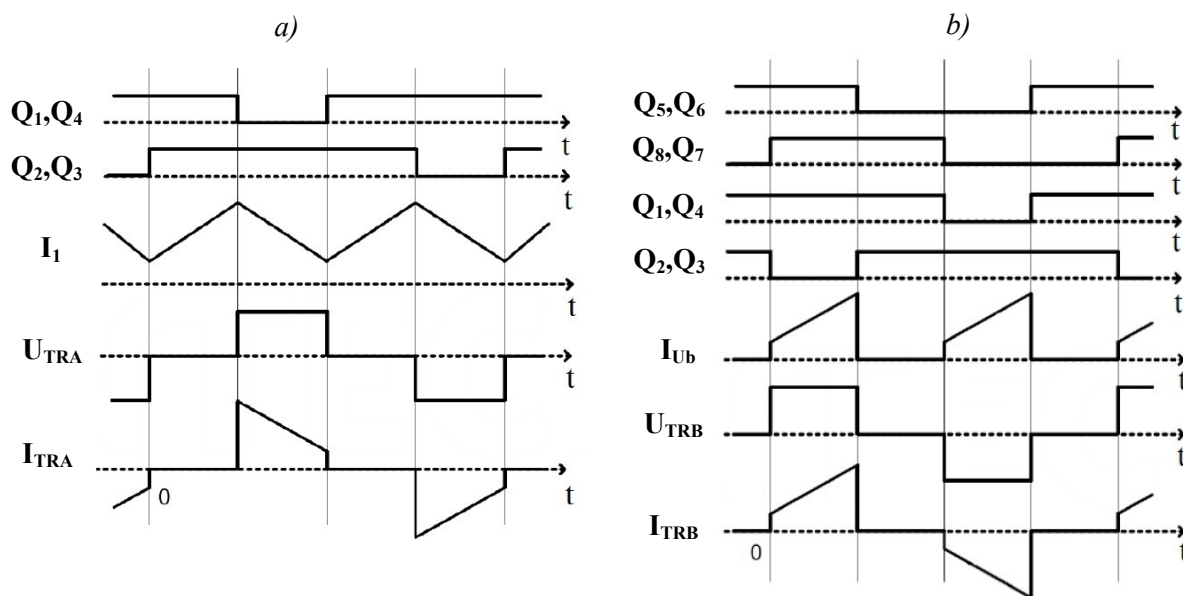 a)
Q1,Q4
t
Q2,Q3
t
I1
t
UTRA
t
ITRA
0
t
b)
Q5,Q6
t
Q8,Q7
t
Q1,Q4
t
Q2,Q3
t
IUb
t
UTRB
t
ITRB
0
t